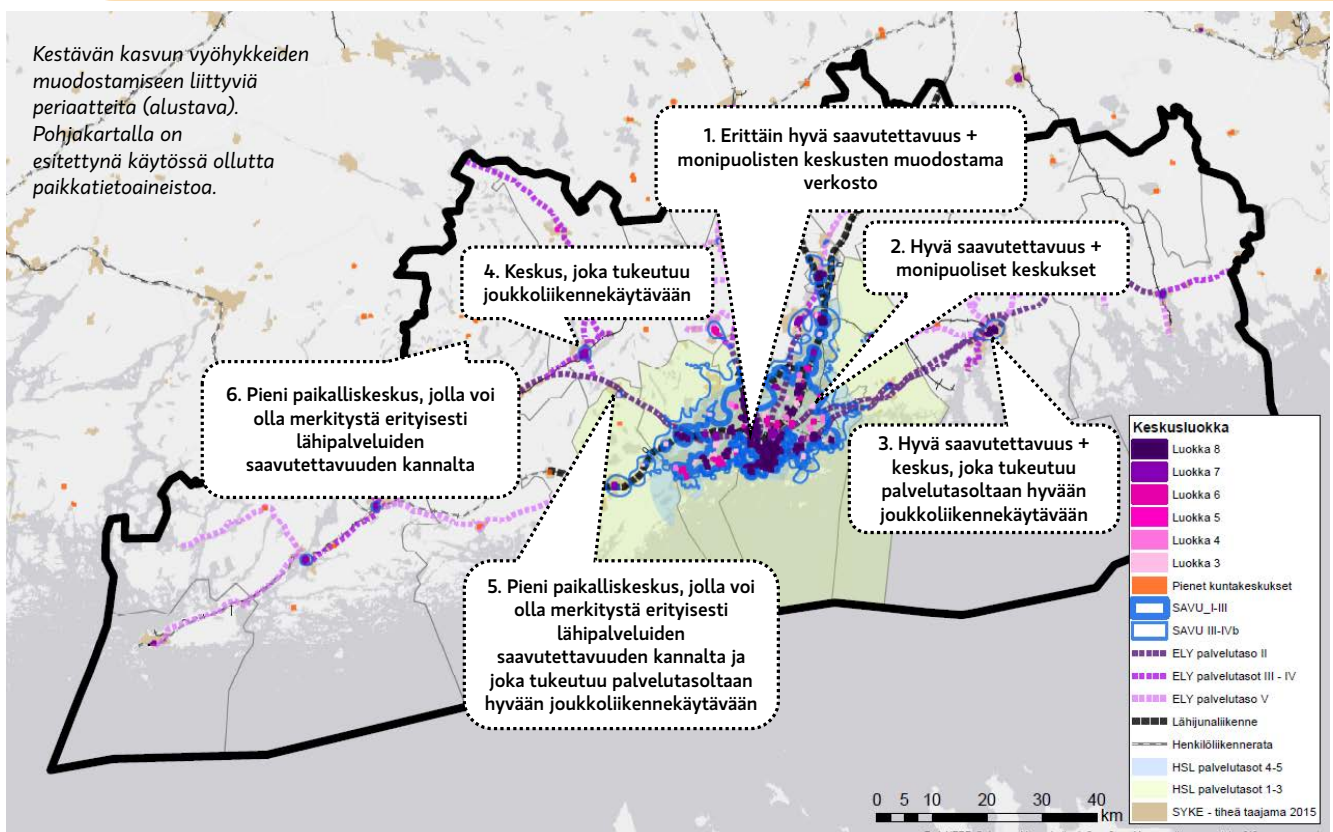 Kestävän kasvun vyöhykkeiden
muodostamiseen liittyviä
periaatteita (alustava).
Pohjakartalla on
esitettynä käytössä ollutta
paikkatietoaineistoa.
1. Erittäin hyvä saavutettavuus +
monipuolisten keskusten muodostama
verkosto
2. Hyvä saavutettavuus +
monipuoliset keskukset
4. Keskus, joka tukeutuu
joukkoliikennekäytävään
6. Pieni paikalliskeskus, jolla voi
olla merkitystä erityisesti
lähipalveluiden
saavutettavuuden kannalta
3. Hyvä saavutettavuus +
keskus, joka tukeutuu
palvelutasoltaan hyvään
joukkoliikennekäytävään
5. Pieni paikalliskeskus, jolla voi
olla merkitystä erityisesti
lähipalveluiden
saavutettavuuden kannalta ja
joka tukeutuu palvelutasoltaan
hyvään joukkoliikennekäytävään
Keskusluokka
Luokka 8
Luokka 7
Luokka 6
Luokka 5
Luokka 4
Luokka 3
Pienet kuntakeskukset
SAVU_I-III
SAVU III-IVb
ELY palvelutaso II
ELY palvelutasot III - IV
ELY palvelutaso V
Lähijunaliikenne
Henkilöliikennerata
HSL palvelutasot 4-5
HSL palvelutasot 1-3
SYKE - tiheä taajama 2015
0 5 10 20 30 40
km